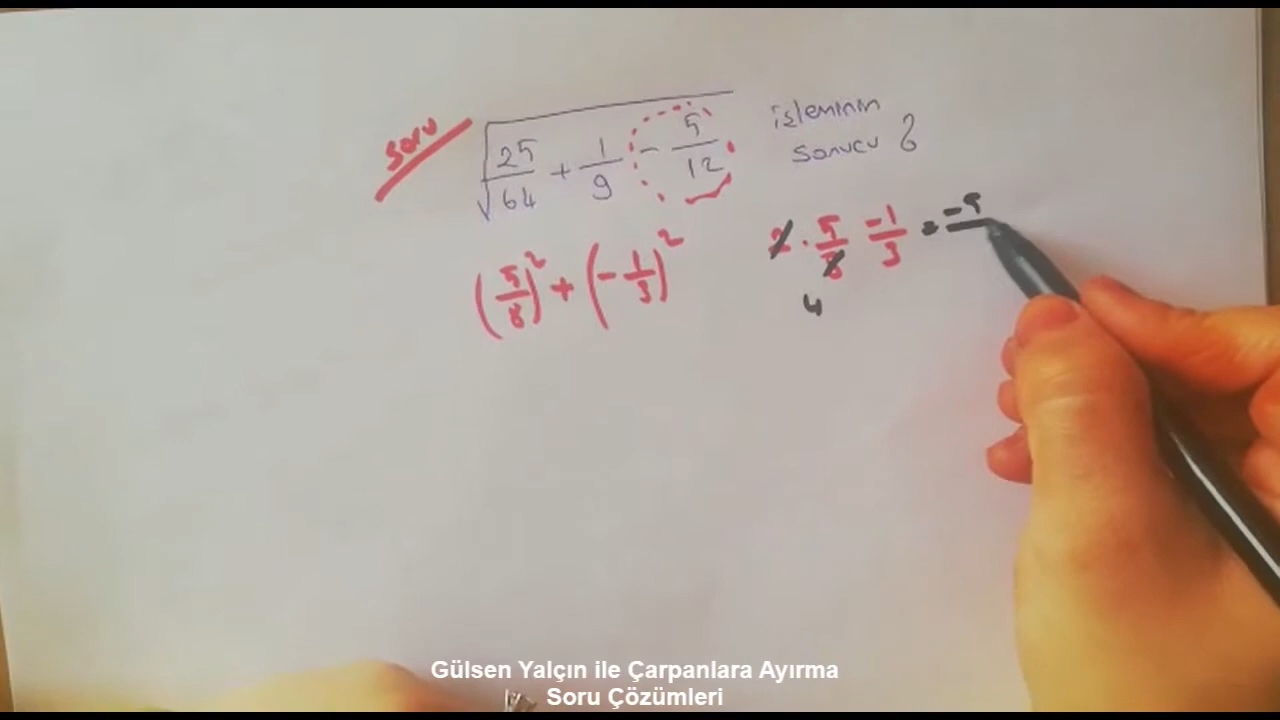 Soru
√(25/64 + 1/9 - 5/12) işleminin
sonucu ?
(5/8)² + (-1/3)²
2 · 5/8 -1/3 = -5
4
Gülsen Yalçın ile Çarpanlara Ayırma
Soru Çözümleri